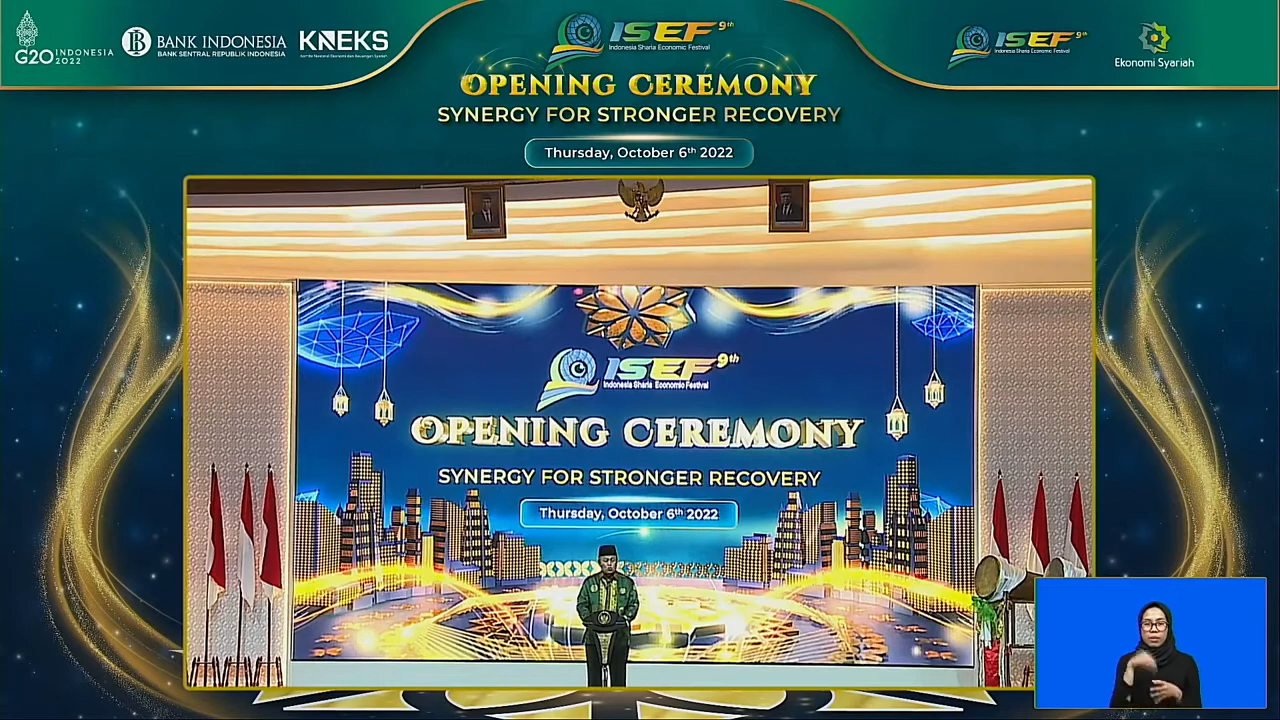 G20 INDONESIA
2022
BANK INDONESIA
BANK SENTRAL REPUBLIK INDONESIA
KNEKS
ISEF 9th
Indonesia Sharia Economic Festival
OPENING CEREMONY
SYNERGY FOR STRONGER RECOVERY
Thursday, October 6th 2022
ISEF 9th
Indonesia Sharia Economic Festival
Ekonomi Syariah
ISEF 9th
Indonesia Sharia Economic Festival
OPENING CEREMONY
SYNERGY FOR STRONGER RECOVERY
Thursday, October 6th 2022